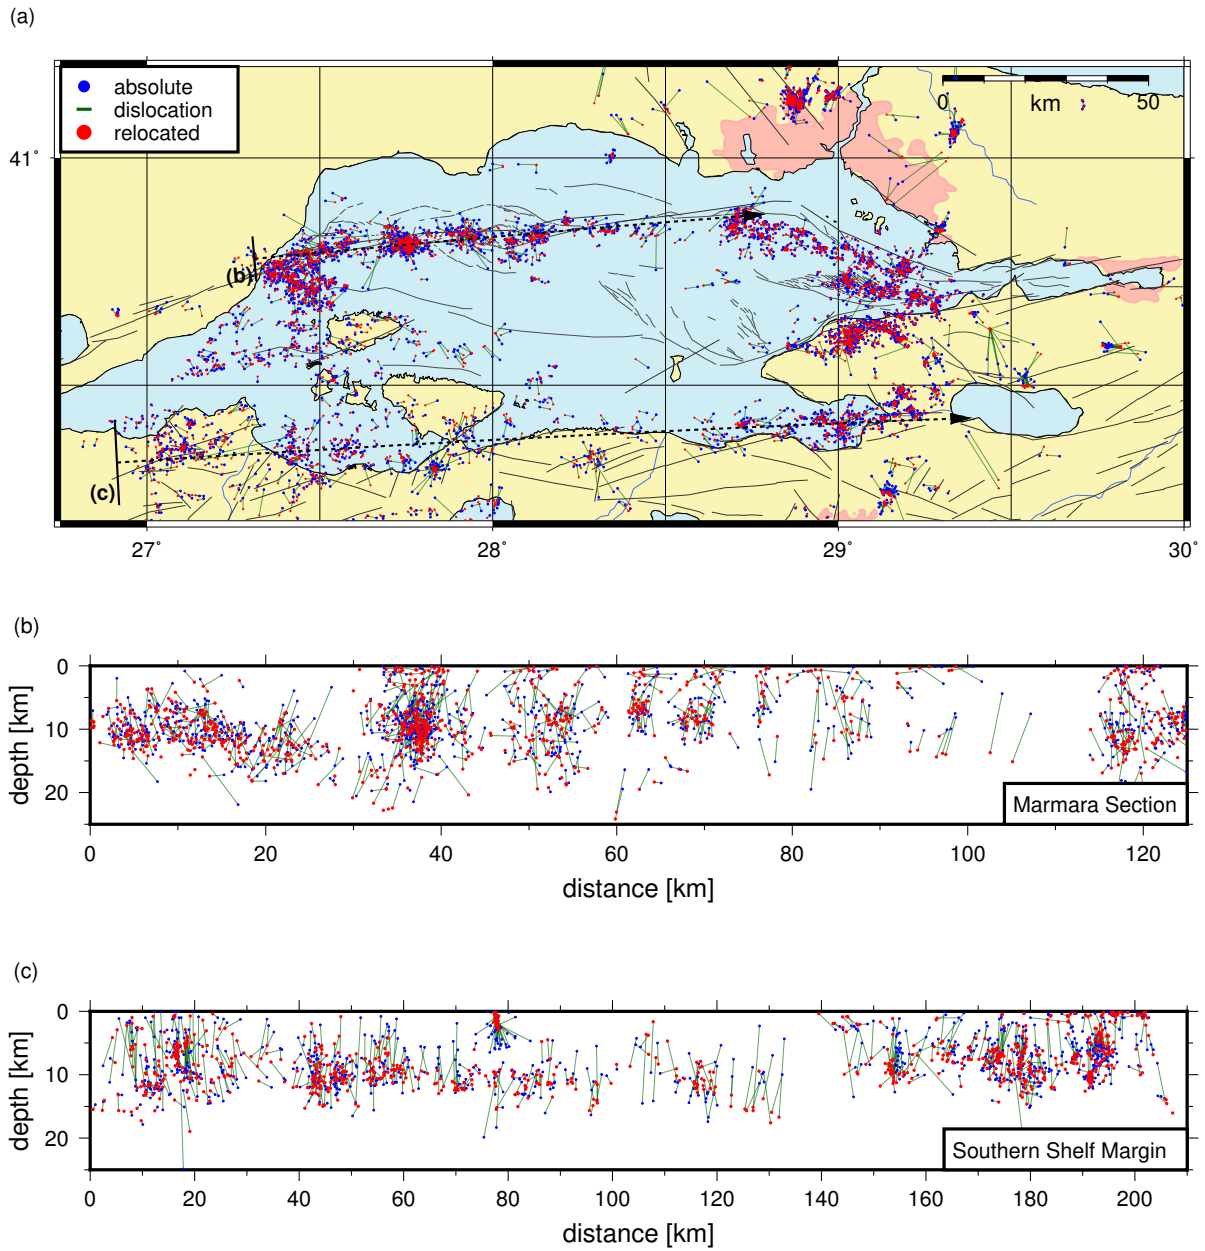 (a)
absolute
dislocation
relocated
0 km 50
41°
(b)
(c)
27° 28° 29° 30°
(b)
0
10
20
depth [km]
Marmara Section
0 20 40 60 80 100 120
distance [km]
(c)
0
10
20
depth [km]
Southern Shelf Margin
0 20 40 60 80 100 120 140 160 180 200
distance [km]